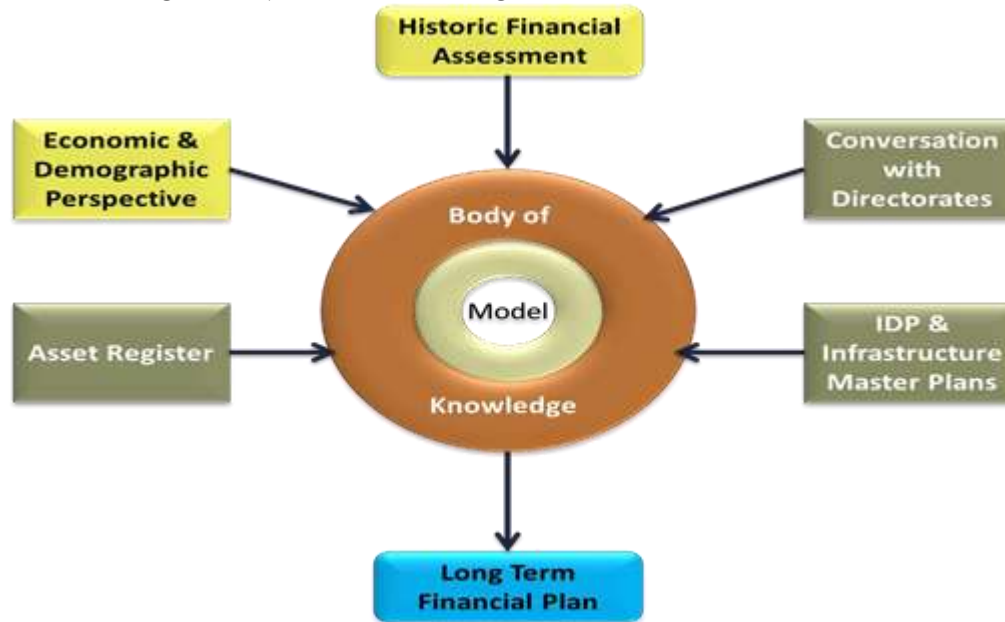 Historic Financial
Assessment
Economic &
Demographic
Perspective
Conversation
with
Directorates
Body of
Model
Knowledge
Asset Register
IDP &
Infrastructure
Master Plans
Long Term
Financial Plan